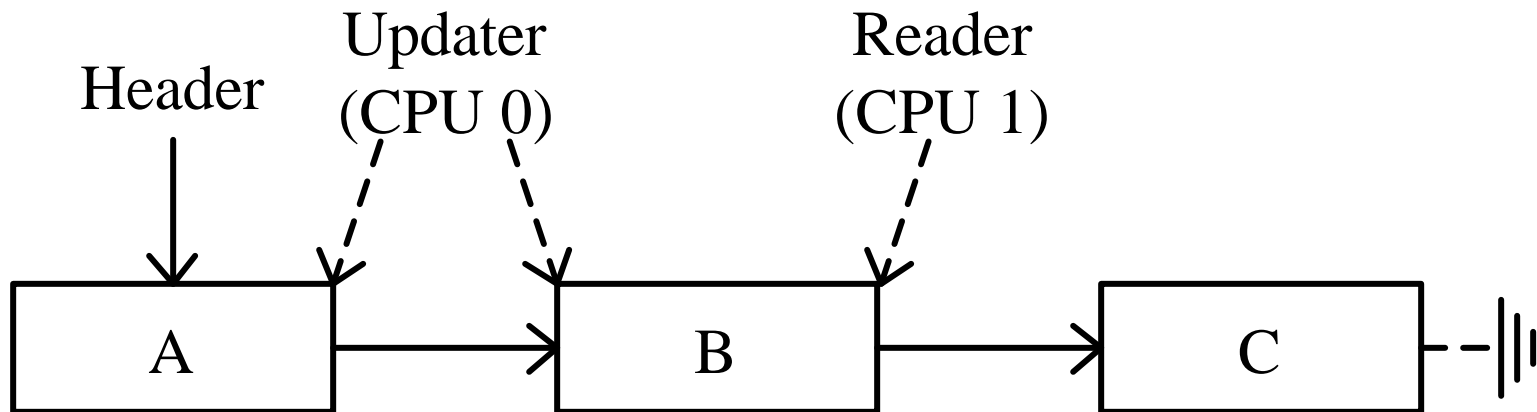 Header
Updater
(CPU 0)
Reader
(CPU 1)
A
B
C